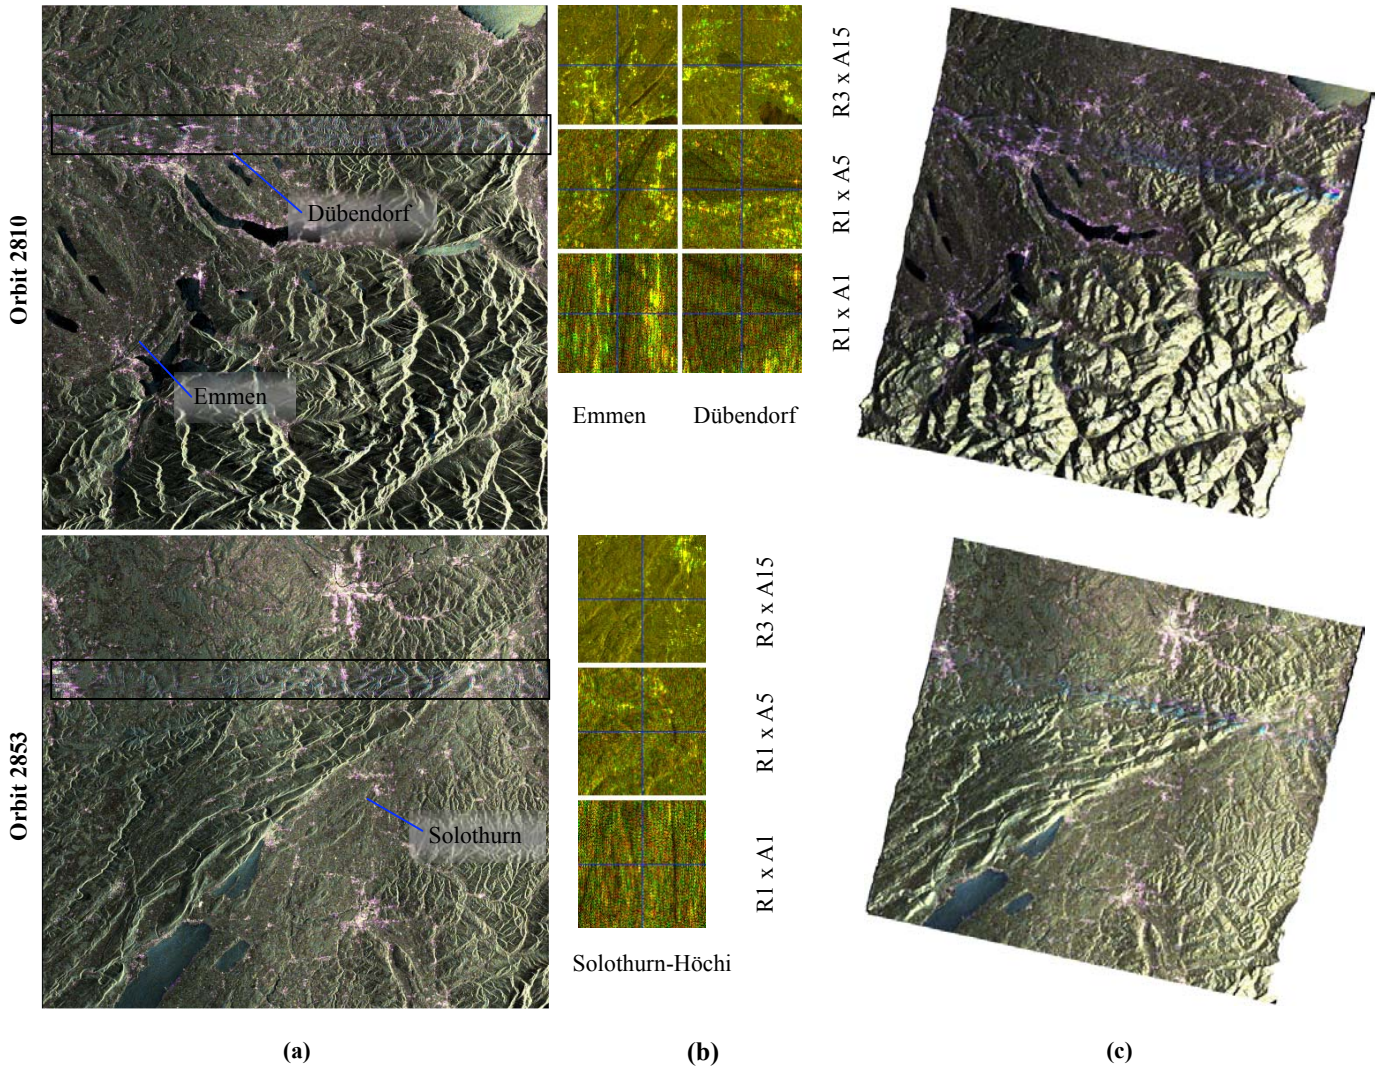 Orbit 2810
Dübendorf
Emmen
R3 x A15
R1 x A5
R1 x A1
Emmen Dübendorf
Orbit 2853
Solothurn
R3 x A15
R1 x A5
R1 x A1
Solothurn-Höchi
(a) (b) (c)